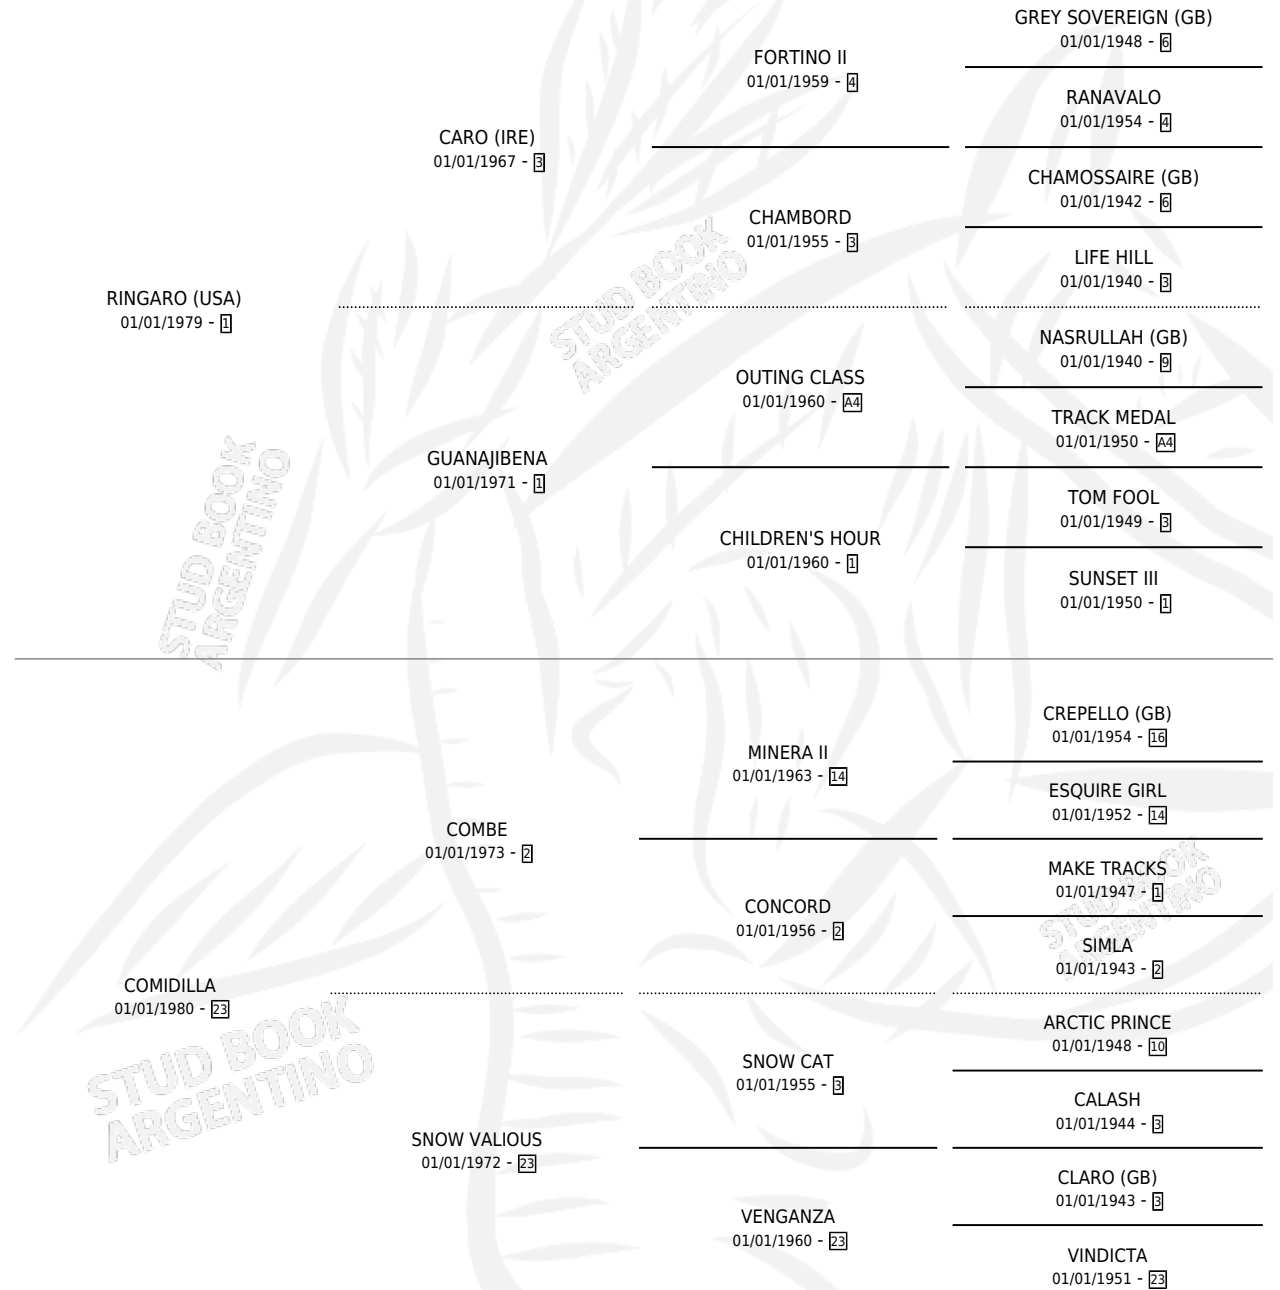 GREY SOVEREIGN (GB)
01/01/1948 - 6
FORTINO II
01/01/1959 - 4
RANAVALO
01/01/1954 - 4
CARO (IRE)
01/01/1967 - 3
CHAMOSSAIRE (GB)
01/01/1942 - 6
CHAMBORD
01/01/1955 - 3
LIFE HILL
01/01/1940 - 3
RINGARO (USA)
01/01/1979 - 1
NASRULLAH (GB)
01/01/1940 - 9
OUTING CLASS
01/01/1960 - A4
TRACK MEDAL
01/01/1950 - A4
GUANAJIBENA
01/01/1971 - 1
TOM FOOL
01/01/1949 - 3
CHILDREN'S HOUR
01/01/1960 - 1
SUNSET III
01/01/1950 - 1
CREPELLO (GB)
01/01/1954 - 16
MINERA II
01/01/1963 - 14
ESQUIRE GIRL
01/01/1952 - 14
COMBE
01/01/1973 - 2
MAKE TRACKS
01/01/1947 - 1
CONCORD
01/01/1956 - 2
SIMLA
01/01/1943 - 2
COMIDILLA
01/01/1980 - 23
ARCTIC PRINCE
01/01/1948 - 10
SNOW CAT
01/01/1955 - 3
CALASH
01/01/1944 - 3
SNOW VALIOUS
01/01/1972 - 23
CLARO (GB)
01/01/1943 - 3
VENGANZA
01/01/1960 - 23
VINDICTA
01/01/1951 - 23
STUD BOOK
ARGENTINO
STUD BOOK
ARGENTINO
STUD BOOK
ARGENTINO
STUD BOOK
ARGENTINO